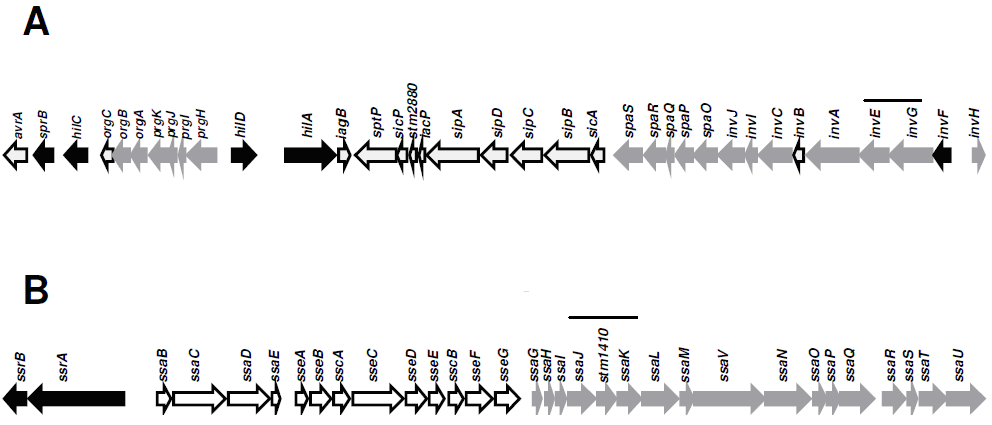 A
avrA sprB hilC orgC orgB orgA prgK prgJ prgI prgH hilD hilA iagB sptP sicP stm2880 iacP sipA sipD sipC sipB sicA spaS spaR spaQ spaP spaO invJ invI invC invB invA invE invG invF invH
B
ssrB ssrA ssaB ssaC ssaD ssaE sseA sseB sscA sseC sseD sseE sscB sseF sseG ssaG ssaH ssaI ssaJ stm1410 ssaK ssaL ssaM ssaV ssaN ssaO ssaP ssaQ ssaR ssaS ssaT ssaU